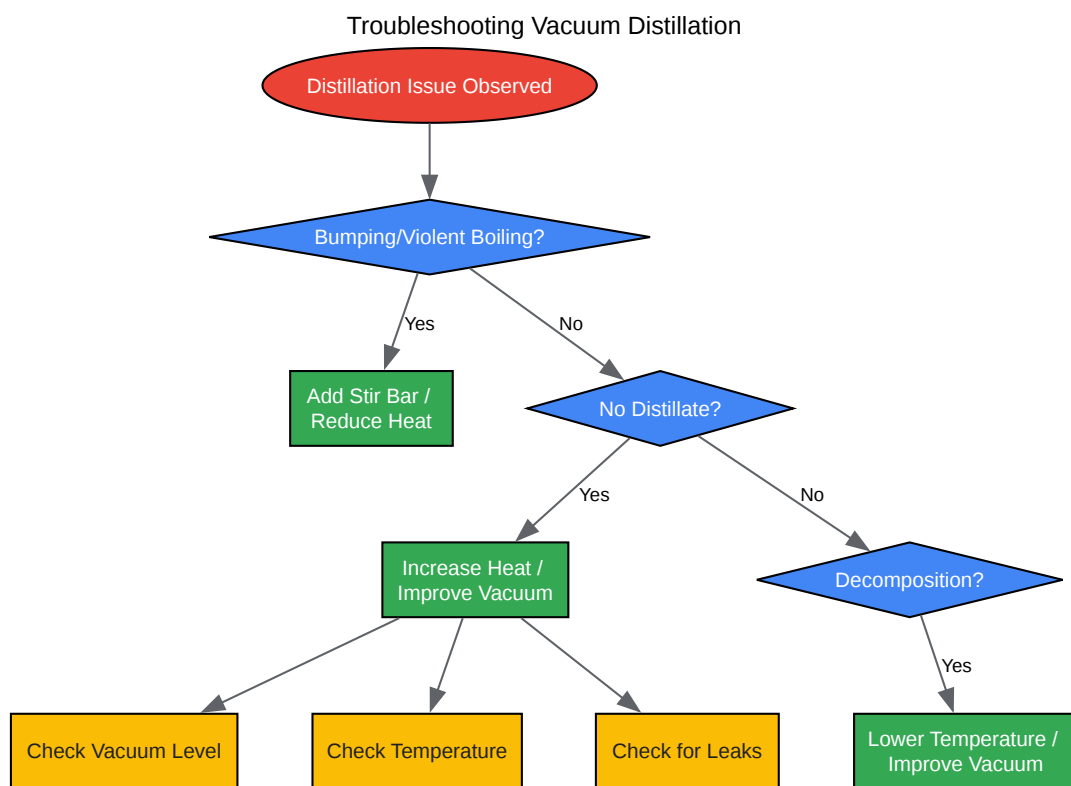 Troubleshooting Vacuum Distillation
Distillation Issue Observed
Bumping/Violent Boiling?
Yes
No
Add Stir Bar /
Reduce Heat
No Distillate?
Yes
No
Increase Heat /
Improve Vacuum
Decomposition?
Yes
Check Vacuum Level
Check Temperature
Check for Leaks
Lower Temperature /
Improve Vacuum